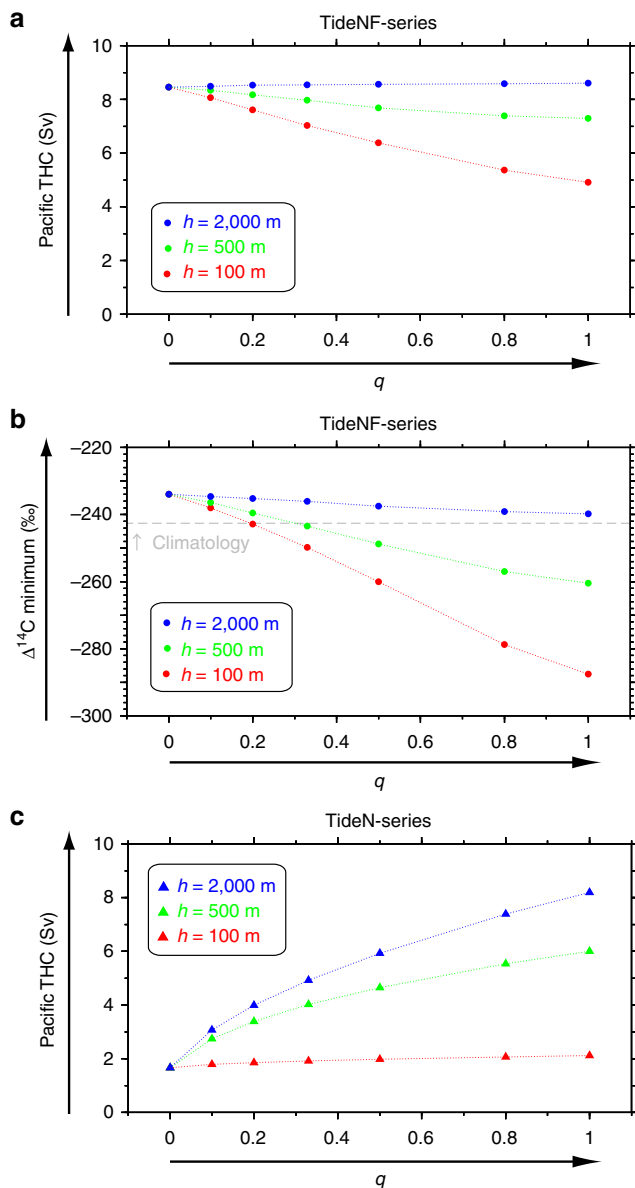 a
TideNF-series
Pacific THC (Sv)
10
8
6
4
2
0
h = 2,000 m
h = 500 m
h = 100 m
0 0.2 0.4 0.6 0.8 1
q
b
TideNF-series
Δ¹⁴C minimum (‰)
–220
–240
–260
–280
–300
↑ Climatology
h = 2,000 m
h = 500 m
h = 100 m
0 0.2 0.4 0.6 0.8 1
q
c
TideN-series
Pacific THC (Sv)
10
8
6
4
2
0
h = 2,000 m
h = 500 m
h = 100 m
0 0.2 0.4 0.6 0.8 1
q